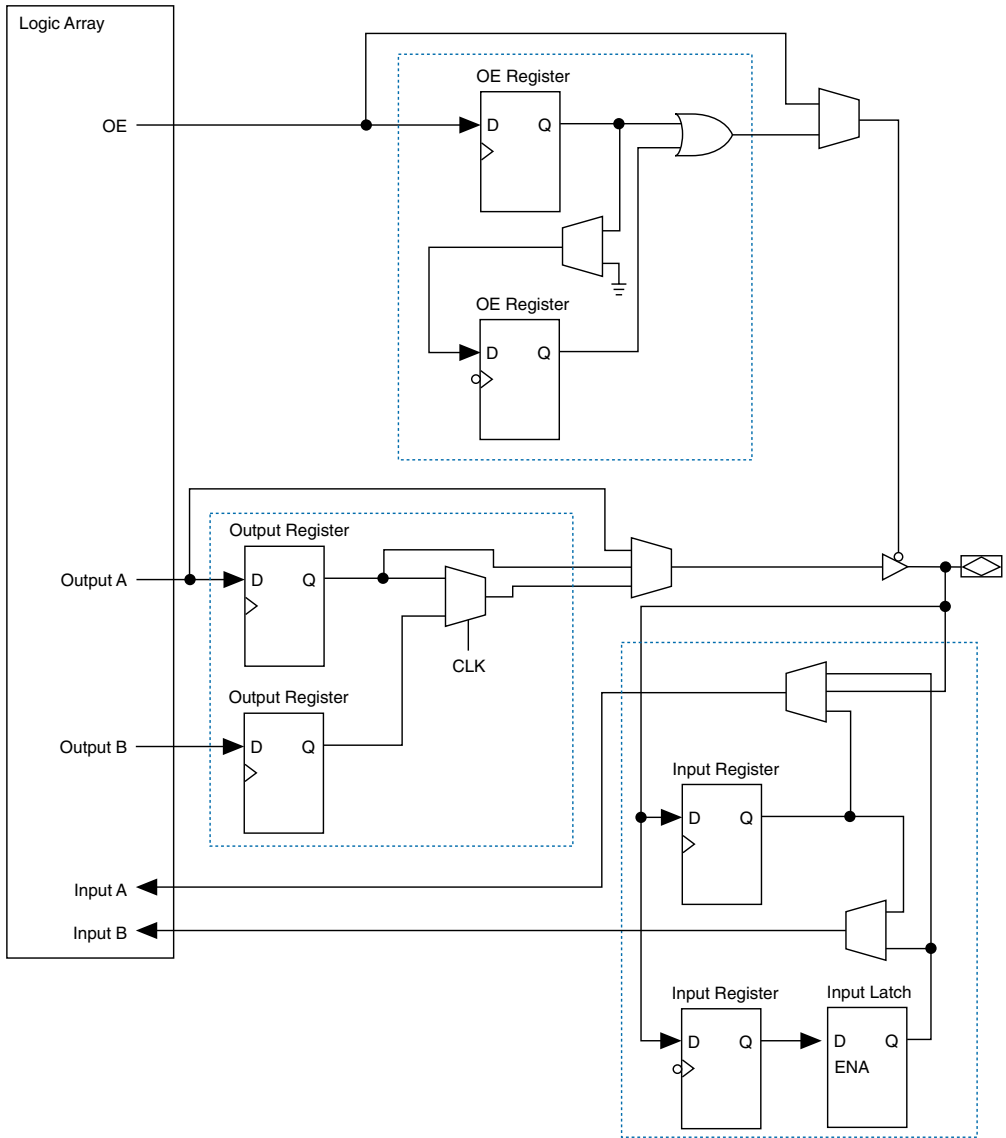 Logic Array
OE Register
OE
D Q
OE Register
D Q
Output Register
Output A
D Q
CLK
Output Register
Output B
D Q
Input Register
D Q
Input A
Input B
Input Register
Input Latch
D Q
D Q
ENA